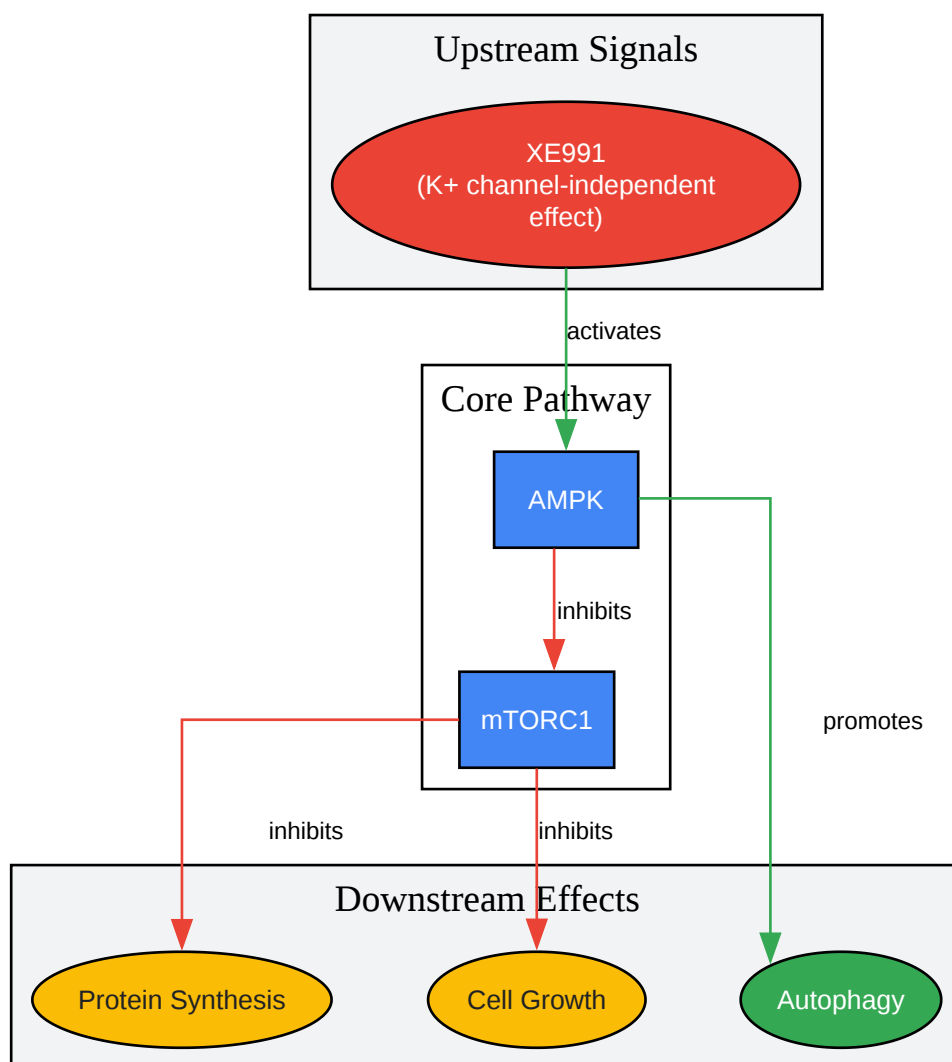 Upstream Signals
XE991
(K+ channel-independent
effect)
activates
Core Pathway
AMPK
inhibits
mTORC1
promotes
inhibits
inhibits
Downstream Effects
Protein Synthesis
Cell Growth
Autophagy